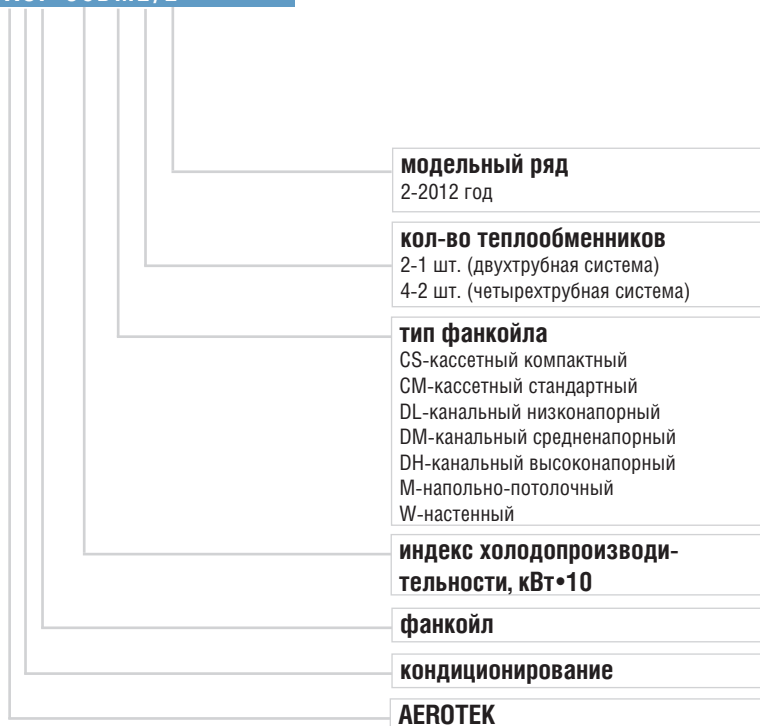 модельный ряд
2-2012 год
кол-во теплообменников
2-1 шт. (двухтрубная система)
4-2 шт. (четырехтрубная система)
тип фанкойла
CS-кассетный компактный
CM-кассетный стандартный
DL-канальный низконапорный
DM-канальный средненапорный
DH-канальный высоконапорный
M-напольно-потолочный
W-настенный
индекс холодопроизводи-
тельности, кВт•10
фанкойл
кондиционирование
AEROTEK